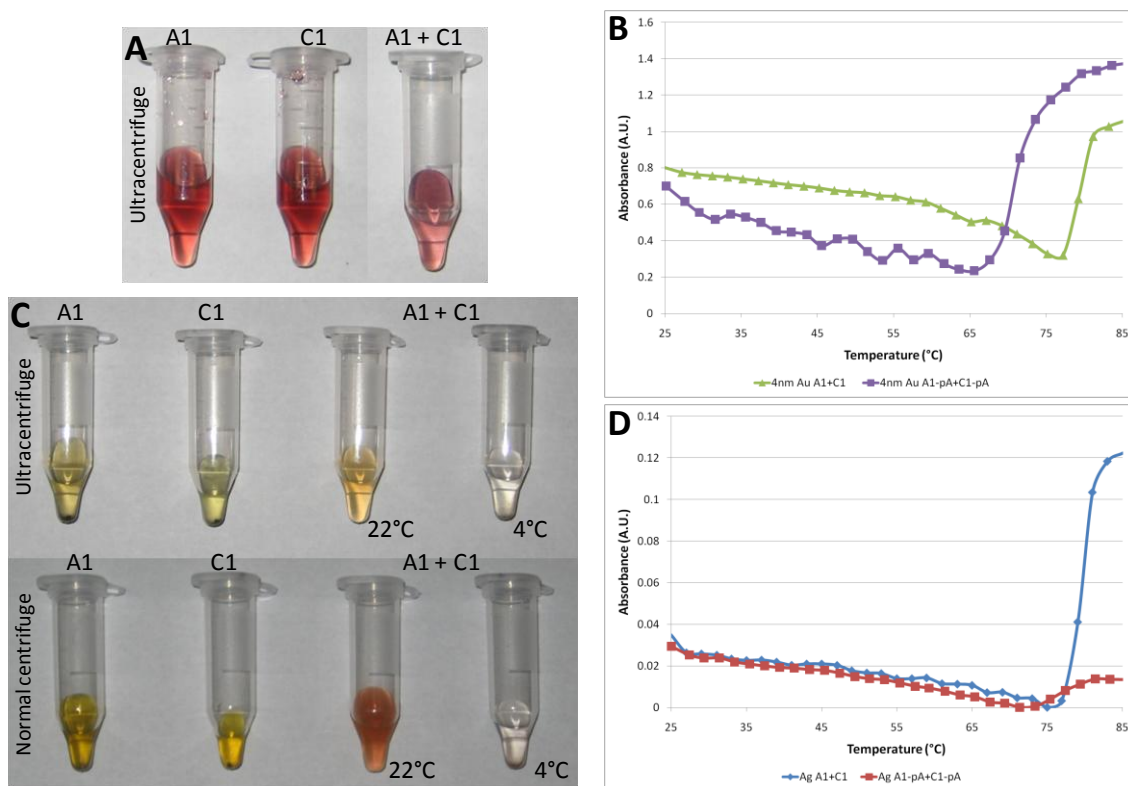 A
A1
C1
A1 + C1
Ultracentrifuge
B
1.6
1.4
1.2
1
0.8
0.6
0.4
0.2
0
Absorbance (A.U.)
25
35
45
55
65
75
85
Temperature (°C)
4nm Au A1+C1
4nm Au A1-pA+C1-pA
C
A1
C1
A1 + C1
Ultracentrifuge
22°C
4°C
A1
C1
A1 + C1
Normal centrifuge
22°C
4°C
D
0.14
0.12
0.1
0.08
0.06
0.04
0.02
0
Absorbance (A.U.)
25
35
45
55
65
75
85
Temperature (°C)
Ag A1+C1
Ag A1-pA+C1-pA